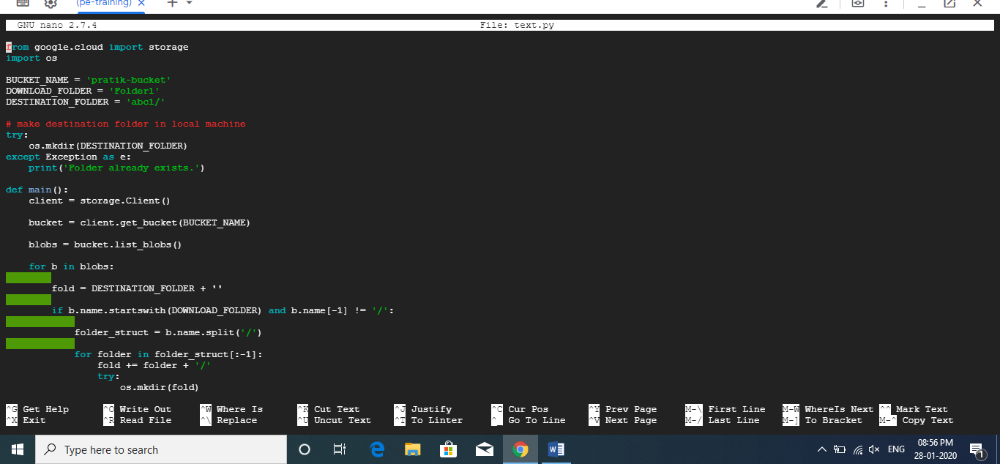 (pe-training) ×
GNU nano 2.7.4 File: text.py
from google.cloud import storage
import os
BUCKET_NAME = 'pratik-bucket'
DOWNLOAD_FOLDER = 'Folder1'
DESTINATION_FOLDER = 'abc1/'
# make destination folder in local machine
try:
    os.mkdir(DESTINATION_FOLDER)
except Exception as e:
    print('Folder already exists.')
def main():
    client = storage.Client()
    bucket = client.get_bucket(BUCKET_NAME)
    blobs = bucket.list_blobs()
    for b in blobs:
        fold = DESTINATION_FOLDER + ''
        if b.name.startswith(DOWNLOAD_FOLDER) and b.name[-1] != '/':
            folder_struct = b.name.split('/')
            for folder in folder_struct[:-1]:
                fold += folder + '/'
                try:
                    os.mkdir(fold)
^G Get Help ^O Write Out ^W Where Is ^K Cut Text ^J Justify ^C Cur Pos ^Y Prev Page M-\ First Line M-W WhereIs Next ^^ Mark Text
^X Exit ^R Read File ^\ Replace ^U Uncut Text ^T To Linter ^_ Go To Line ^V Next Page M-/ Last Line M-] To Bracket M-^ Copy Text
Type here to search
ENG
08:56 PM
28-01-2020
1